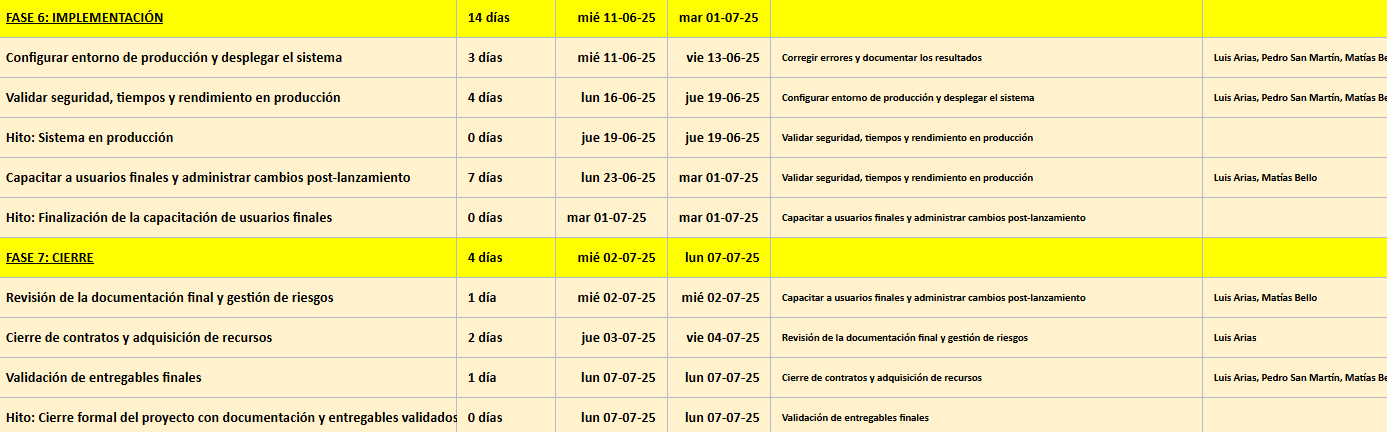 FASE 6: IMPLEMENTACIÓN 14 días mié 11-06-25 mar 01-07-25
Configurar entorno de producción y desplegar el sistema 3 días mié 11-06-25 vie 13-06-25 Corregir errores y documentar los resultados Luis Arias, Pedro San Martín, Matías Be
Validar seguridad, tiempos y rendimiento en producción 4 días lun 16-06-25 jue 19-06-25 Configurar entorno de producción y desplegar el sistema Luis Arias, Pedro San Martín, Matías Be
Hito: Sistema en producción 0 días jue 19-06-25 jue 19-06-25 Validar seguridad, tiempos y rendimiento en producción
Capacitar a usuarios finales y administrar cambios post-lanzamiento 7 días lun 23-06-25 mar 01-07-25 Validar seguridad, tiempos y rendimiento en producción Luis Arias, Matías Bello
Hito: Finalización de la capacitación de usuarios finales 0 días mar 01-07-25 mar 01-07-25 Capacitar a usuarios finales y administrar cambios post-lanzamiento
FASE 7: CIERRE 4 días mié 02-07-25 lun 07-07-25
Revisión de la documentación final y gestión de riesgos 1 día mié 02-07-25 mié 02-07-25 Capacitar a usuarios finales y administrar cambios post-lanzamiento Luis Arias, Matías Bello
Cierre de contratos y adquisición de recursos 2 días jue 03-07-25 vie 04-07-25 Revisión de la documentación final y gestión de riesgos Luis Arias
Validación de entregables finales 1 día lun 07-07-25 lun 07-07-25 Cierre de contratos y adquisición de recursos Luis Arias, Pedro San Martín, Matías Be
Hito: Cierre formal del proyecto con documentación y entregables validados 0 días lun 07-07-25 lun 07-07-25 Validación de entregables finales